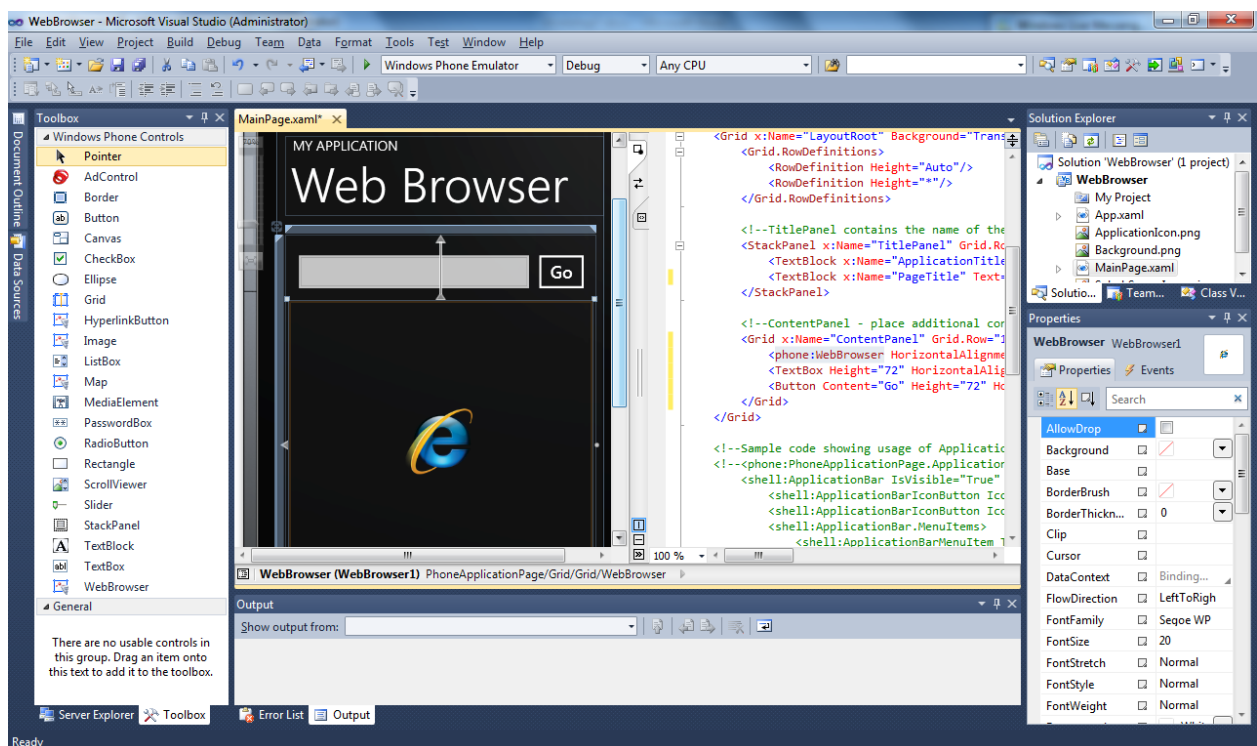 WebBrowser - Microsoft Visual Studio (Administrator)
File Edit View Project Build Debug Team Data Format Tools Test Window Help
Windows Phone Emulator Debug Any CPU
Document Outline
Data Sources
Toolbox
Windows Phone Controls
Pointer
AdControl
Border
Button
Canvas
CheckBox
Ellipse
Grid
HyperlinkButton
Image
ListBox
Map
MediaElement
PasswordBox
RadioButton
Rectangle
ScrollViewer
Slider
StackPanel
TextBlock
TextBox
WebBrowser
General
There are no usable controls in
this group. Drag an item onto
this text to add it to the toolbox.
Server Explorer Toolbox
MainPage.xaml*
MY APPLICATION
Web Browser
Go
<Grid x:Name="LayoutRoot" Background="Trans
<Grid.RowDefinitions>
<RowDefinition Height="Auto"/>
<RowDefinition Height="*"/>
</Grid.RowDefinitions>
<!--TitlePanel contains the name of the
<StackPanel x:Name="TitlePanel" Grid.Ro
<TextBlock x:Name="ApplicationTitle
<TextBlock x:Name="PageTitle" Text=
</StackPanel>
<!--ContentPanel - place additional con
<Grid x:Name="ContentPanel" Grid.Row="1
<phone:WebBrowser HorizontalAlignme
<TextBox Height="72" HorizontalAlig
<Button Content="Go" Height="72" Ho
</Grid>
</Grid>
<!--Sample code showing usage of Applicatio
<!--<phone:PhoneApplicationPage.Application
<shell:ApplicationBar IsVisible="True"
<shell:ApplicationBarIconButton Ico
<shell:ApplicationBarIconButton Ico
<shell:ApplicationBar.MenuItems>
<shell:ApplicationBarMenuItem T
100 %
WebBrowser (WebBrowser1) PhoneApplicationPage/Grid/Grid/WebBrowser
Output
Show output from:
Error List Output
Solution Explorer
Solution 'WebBrowser' (1 project)
WebBrowser
My Project
App.xaml
ApplicationIcon.png
Background.png
MainPage.xaml
Solutio... Team... Class V...
Properties
WebBrowser WebBrowser1
Properties Events
Search
AllowDrop
Background
Base
BorderBrush
BorderThickn... 0
Clip
Cursor
DataContext Binding...
FlowDirection LeftToRigh
FontFamily Segoe WP
FontSize 20
FontStretch Normal
FontStyle Normal
FontWeight Normal
Ready